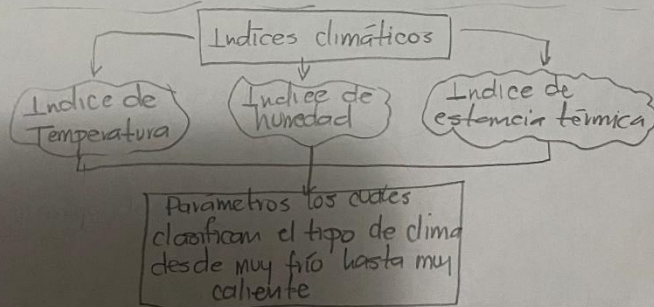 Indices climáticos
Indice de
Temperatura
Indice de
humedad
Indice de
estancia térmica
Parámetros los cuales
clasifican el tipo de clima
desde muy frío hasta muy
caliente